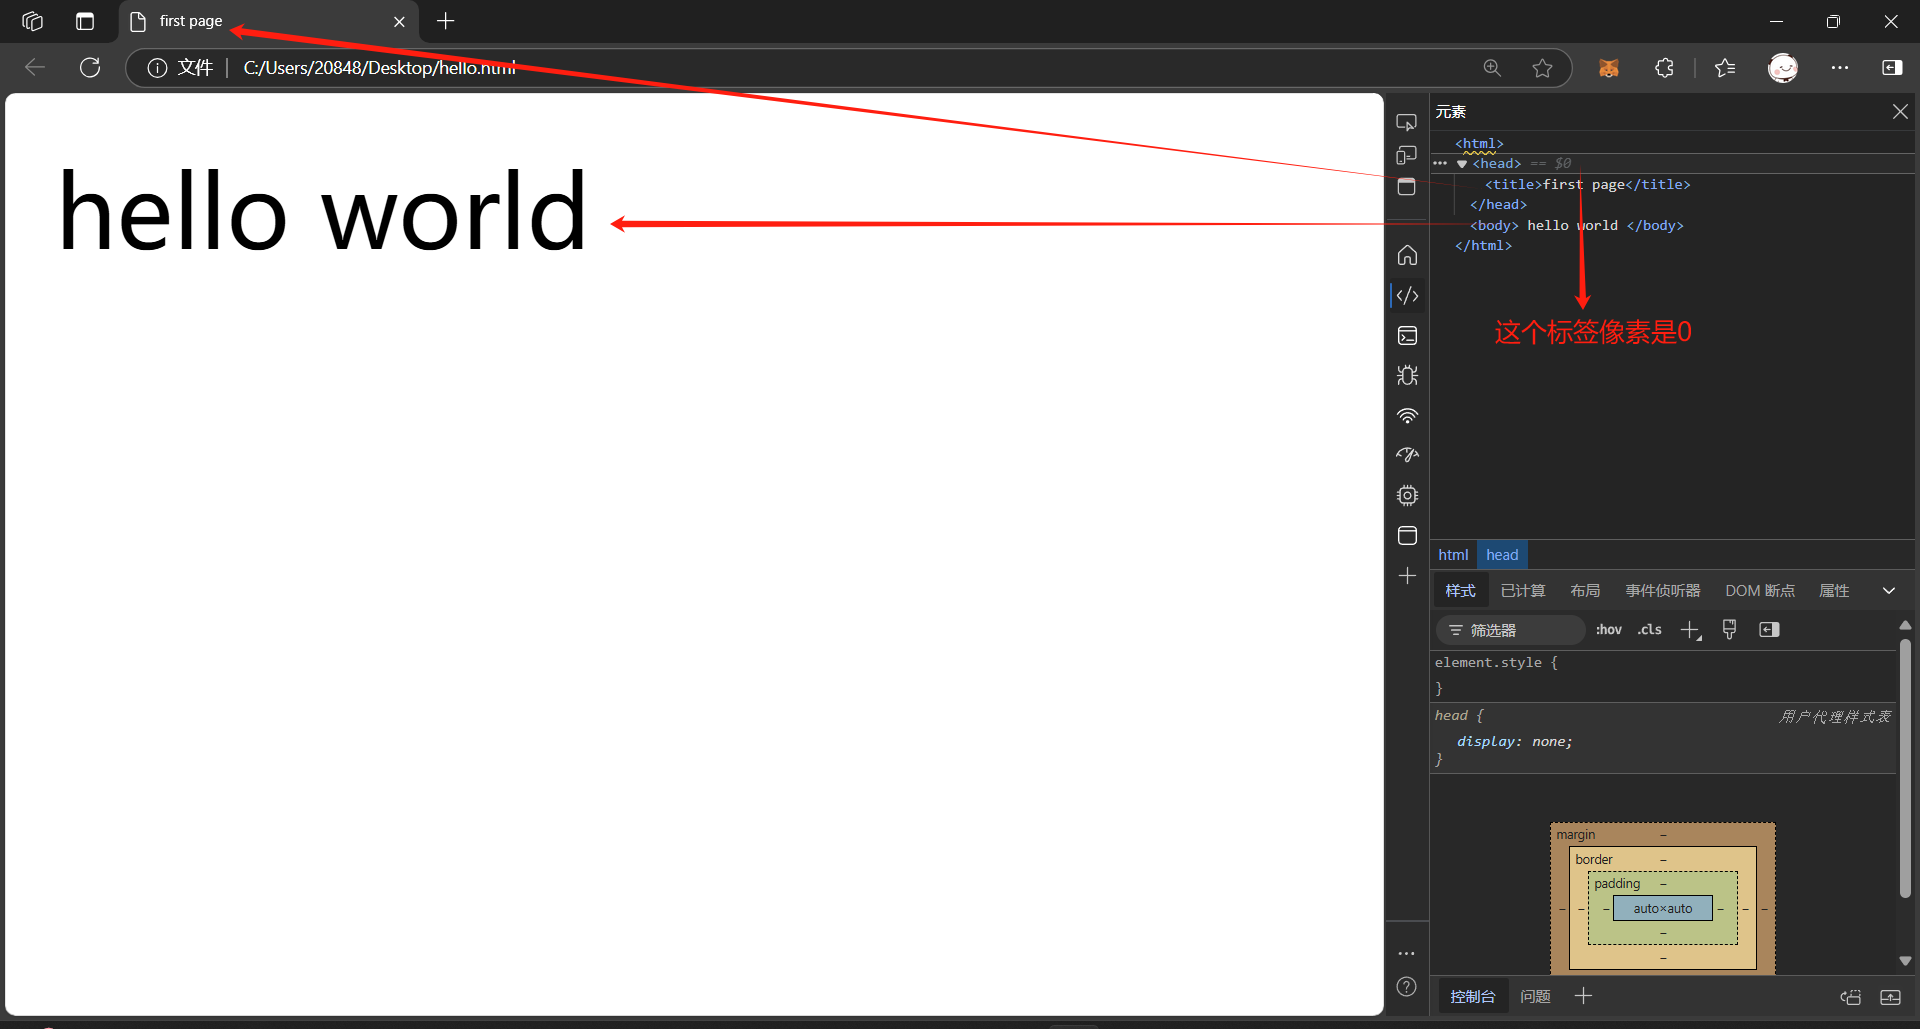 first page
文件
C:/Users/20848/Desktop/hello.html
hello world
元素
<html>
<head> == $0
<title>first page</title>
</head>
<body> hello world </body>
</html>
这个标签像素是0
html head
样式 已计算 布局 事件侦听器 DOM 断点 属性
筛选器 :hov .cls
element.style {
}
head { 用户代理样式表
display: none;
}
margin –
border –
padding –
– – – auto×auto – – –
–
–
控制台 问题